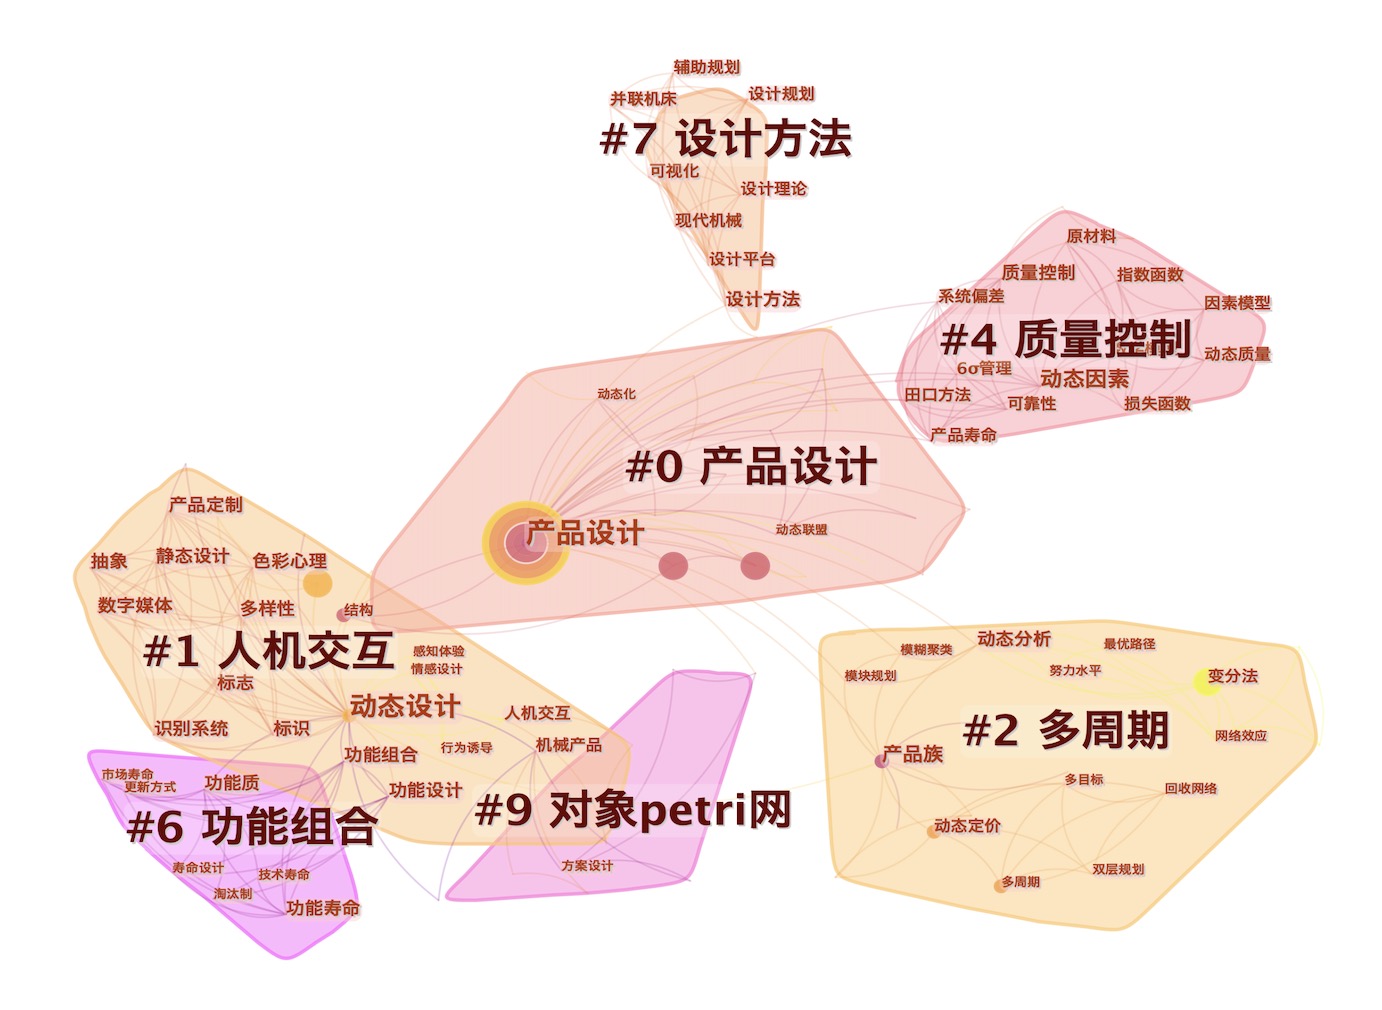 辅助规划
并联机床
设计规划
#7 设计方法
可视化
设计理论
现代机械
设计平台
设计方法
原材料
质量控制
指数函数
系统偏差
因素模型
#4 质量控制
动态质量
6σ管理
动态因素
田口方法
可靠性
损失函数
产品寿命
动态化
#0 产品设计
产品设计
动态联盟
产品定制
抽象
静态设计
色彩心理
数字媒体
多样性
结构
#1 人机交互
感知体验
情感设计
标志
动态设计
识别系统
标识
人机交互
机械产品
行为诱导
功能组合
功能设计
市场寿命
更新方式
功能质
#6 功能组合
寿命设计
技术寿命
淘汰制
功能寿命
#9 对象petri网
方案设计
动态分析
模糊聚类
最优路径
模块规划
努力水平
变分法
#2 多周期
网络效应
产品族
多目标
回收网络
动态定价
双层规划
多周期